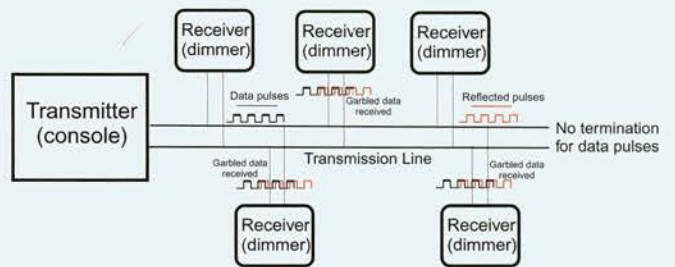 Receiver
(dimmer)
Receiver
(dimmer)
Receiver
(dimmer)
Transmitter
(console)
Data pulses
Garbled data
received
Reflected pulses
No termination
for data pulses
Transmission Line
Garbled data
received
Garbled data
received
Receiver
(dimmer)
Receiver
(dimmer)